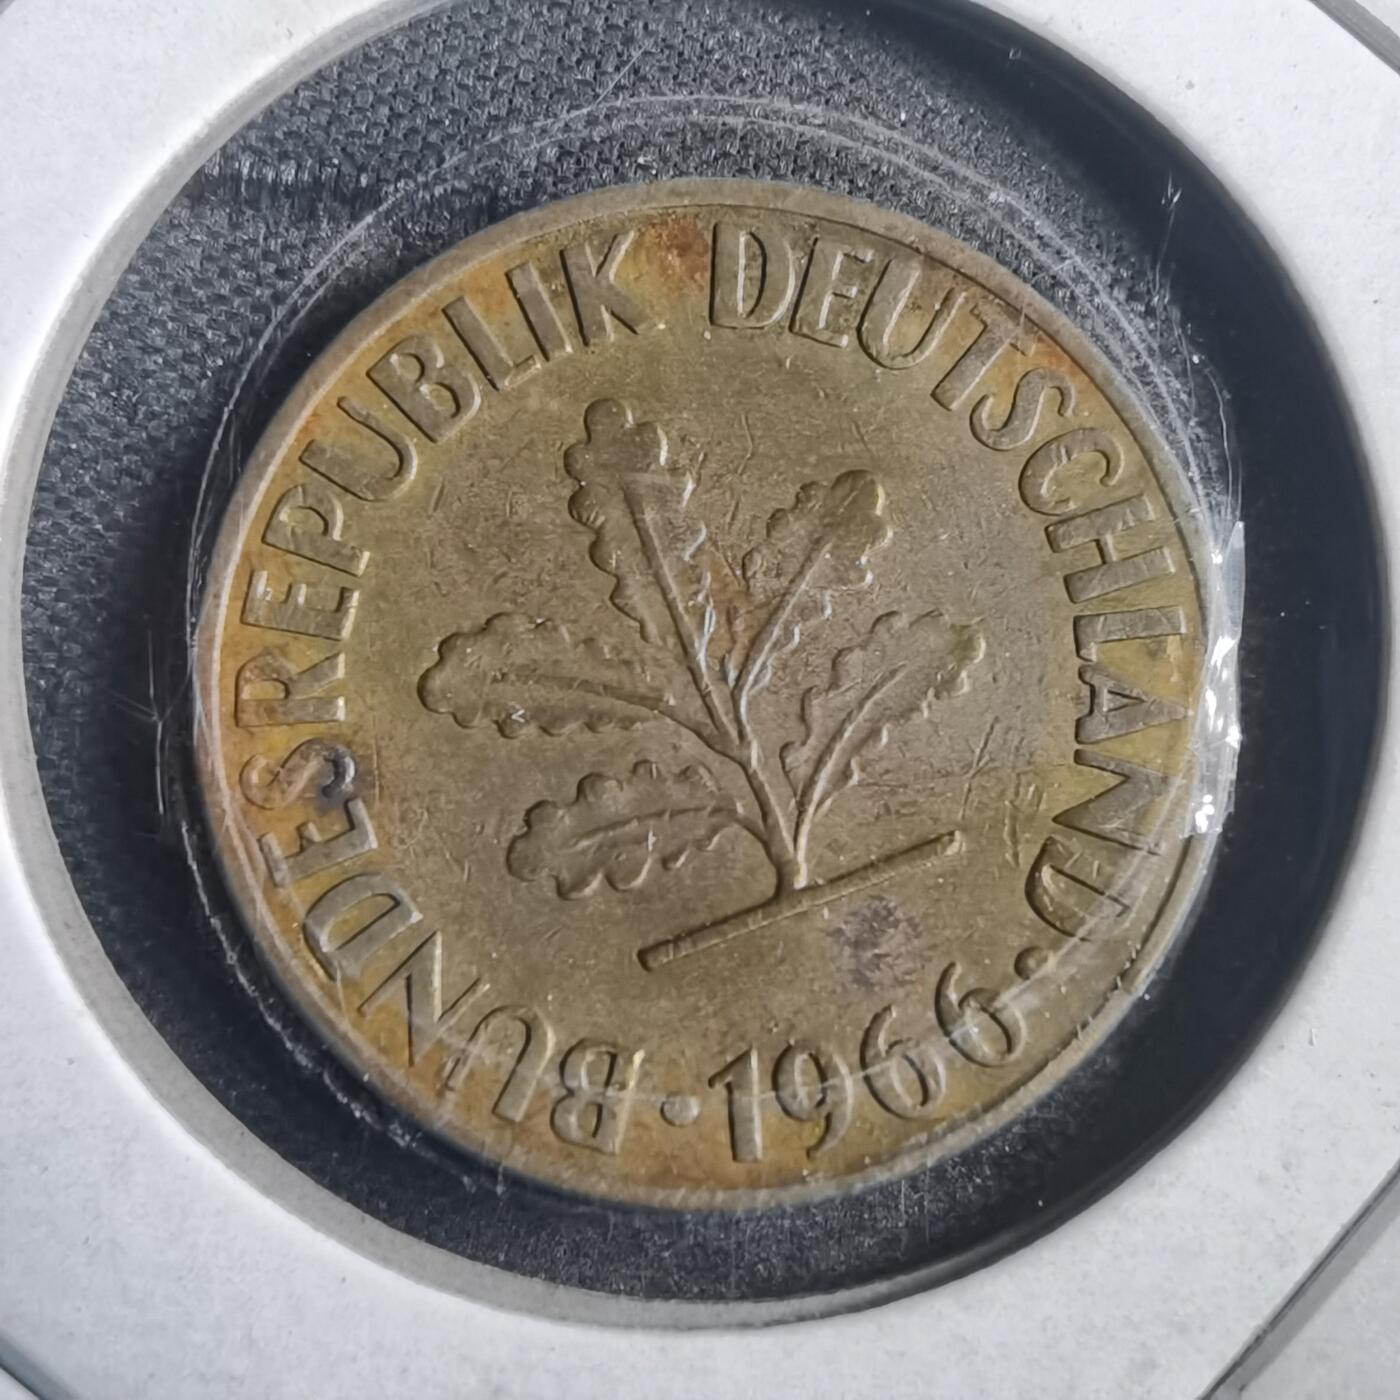 BUNDESREPUBLIK DEUTSCHLAND · 1966 ·